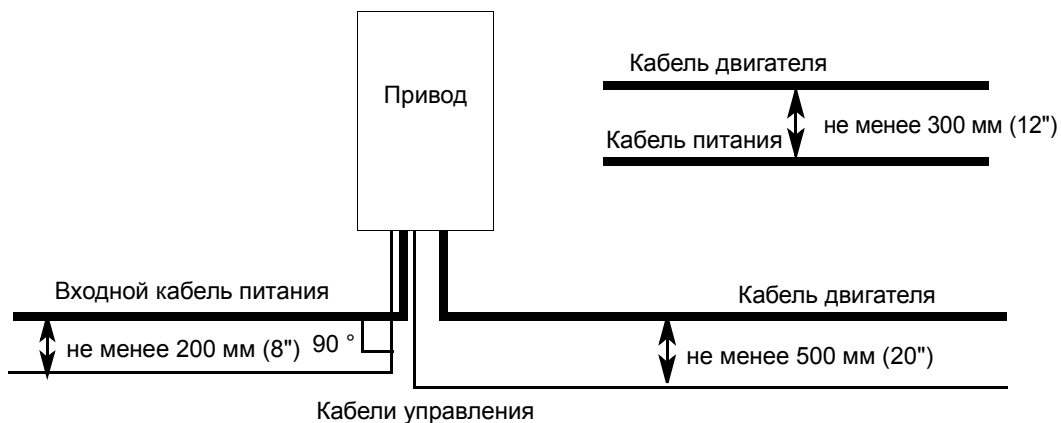 Привод
Кабель двигателя
не менее 300 мм (12")
Кабель питания
Входной кабель питания
Кабель двигателя
не менее 200 мм (8")
90 °
не менее 500 мм (20")
Кабели управления